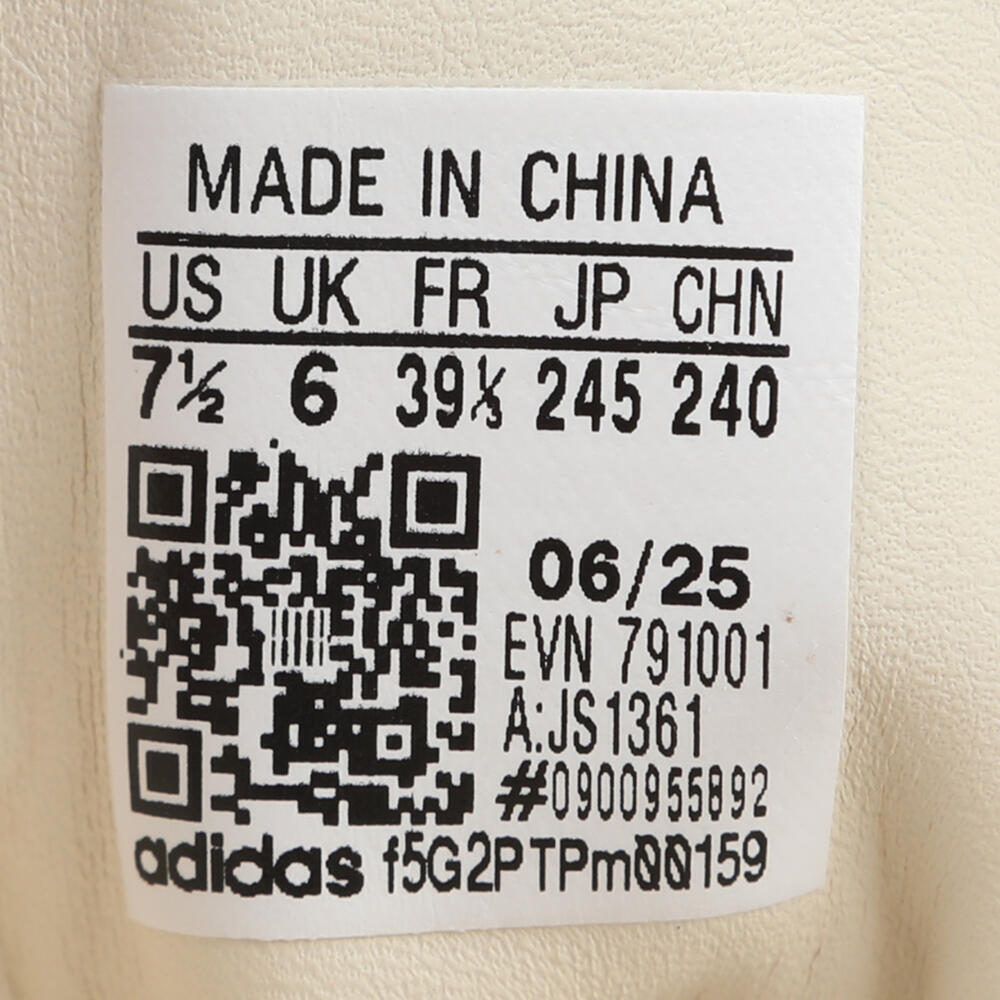 MADE IN CHINA
US UK FR JP CHN
7½ 6 39⅓ 245 240
06/25
EVN 791001
A:JS1361
#0900955892
adidas f5G2PTPm00159